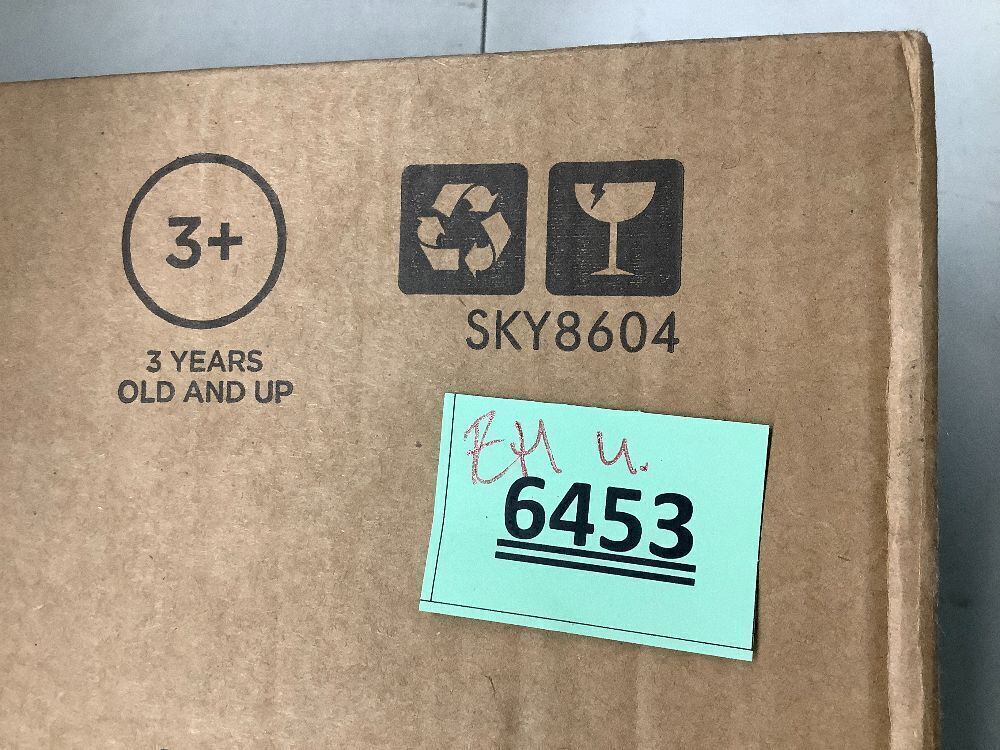 3+
3 YEARS
OLD AND UP
SKY8604
6453